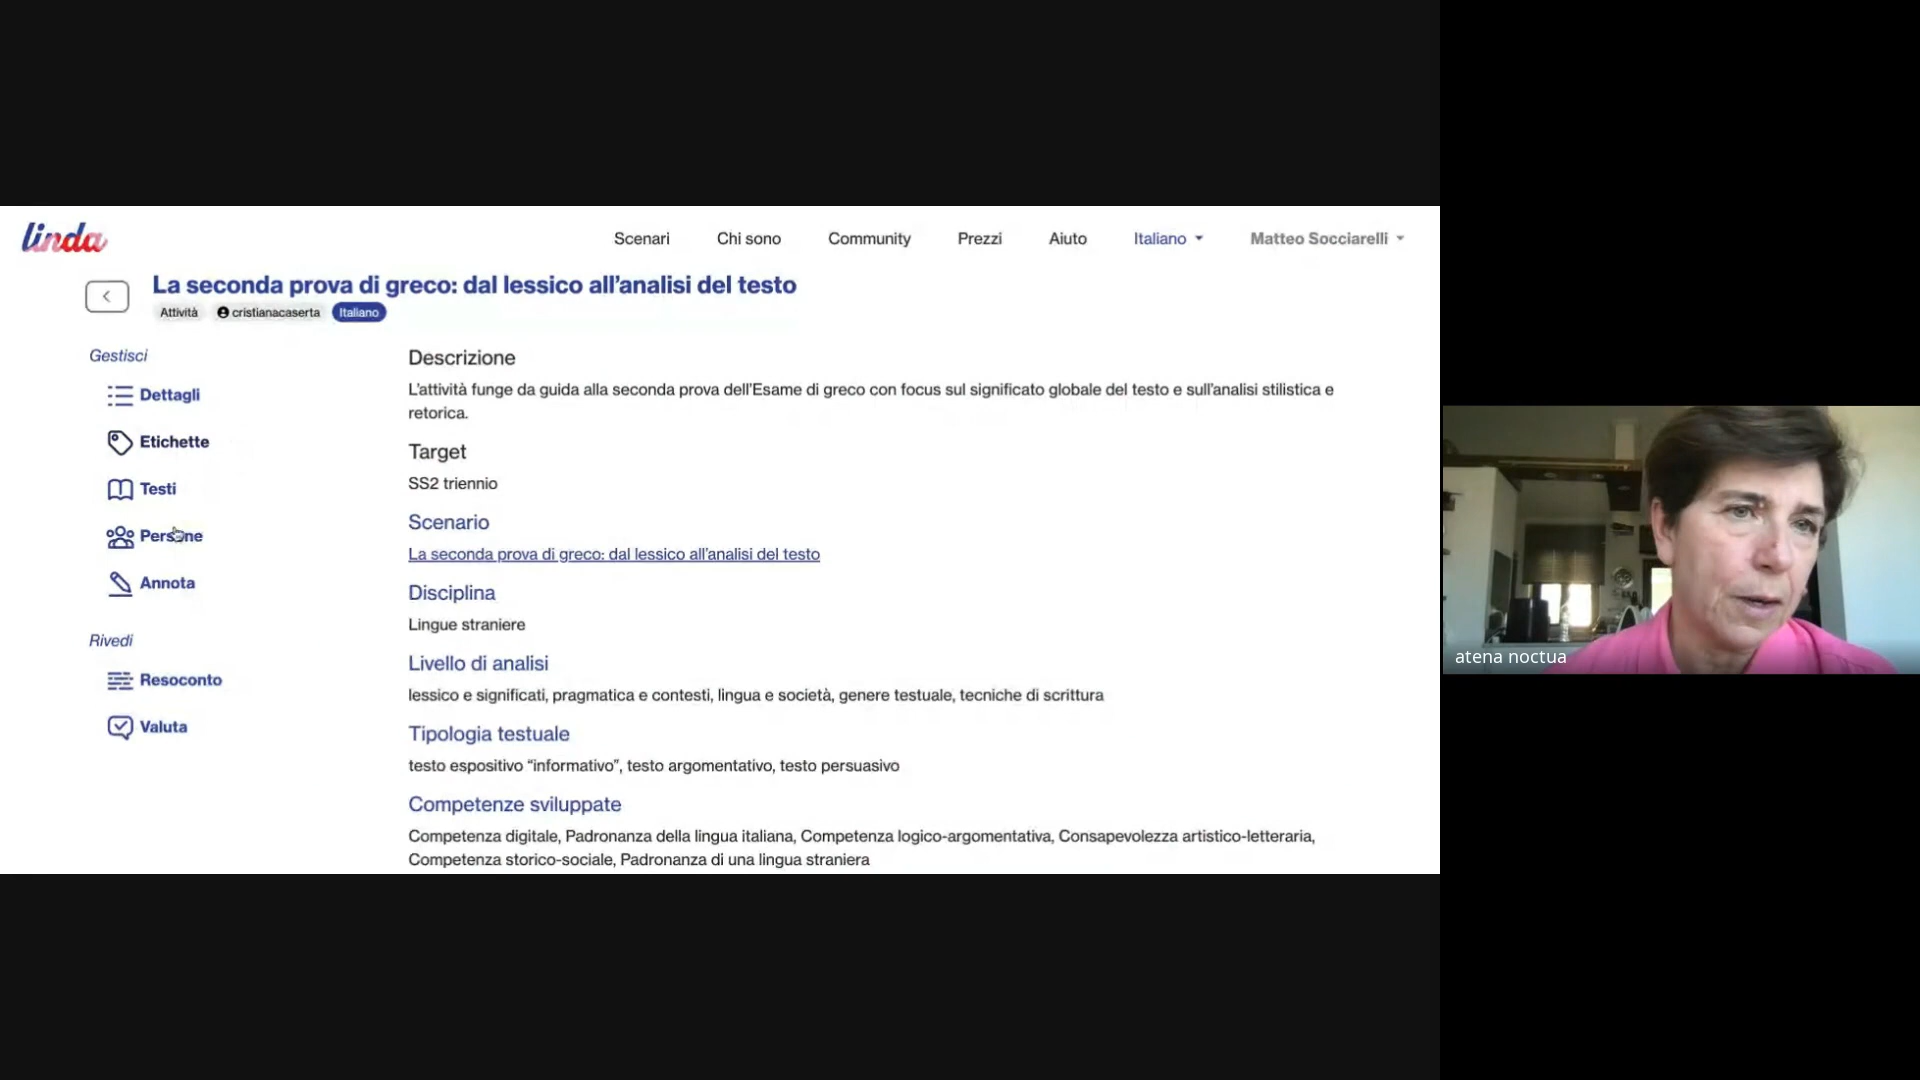 linda
Scenari
Chi sono
Community
Prezzi
Aiuto
Italiano
Matteo Socciarelli
La seconda prova di greco: dal lessico all’analisi del testo
Attività
cristianacaserta
Italiano
Gestisci
Dettagli
Etichette
Testi
Persone
Annota
Rivedi
Resoconto
Valuta
Descrizione
L’attività funge da guida alla seconda prova dell’Esame di greco con focus sul significato globale del testo e sull’analisi stilistica e
retorica.
Target
SS2 triennio
Scenario
La seconda prova di greco: dal lessico all’analisi del testo
Disciplina
Lingue straniere
Livello di analisi
lessico e significati, pragmatica e contesti, lingua e società, genere testuale, tecniche di scrittura
Tipologia testuale
testo espositivo “informativo”, testo argomentativo, testo persuasivo
Competenze sviluppate
Competenza digitale, Padronanza della lingua italiana, Competenza logico-argomentativa, Consapevolezza artistico-letteraria,
Competenza storico-sociale, Padronanza di una lingua straniera
atena noctua